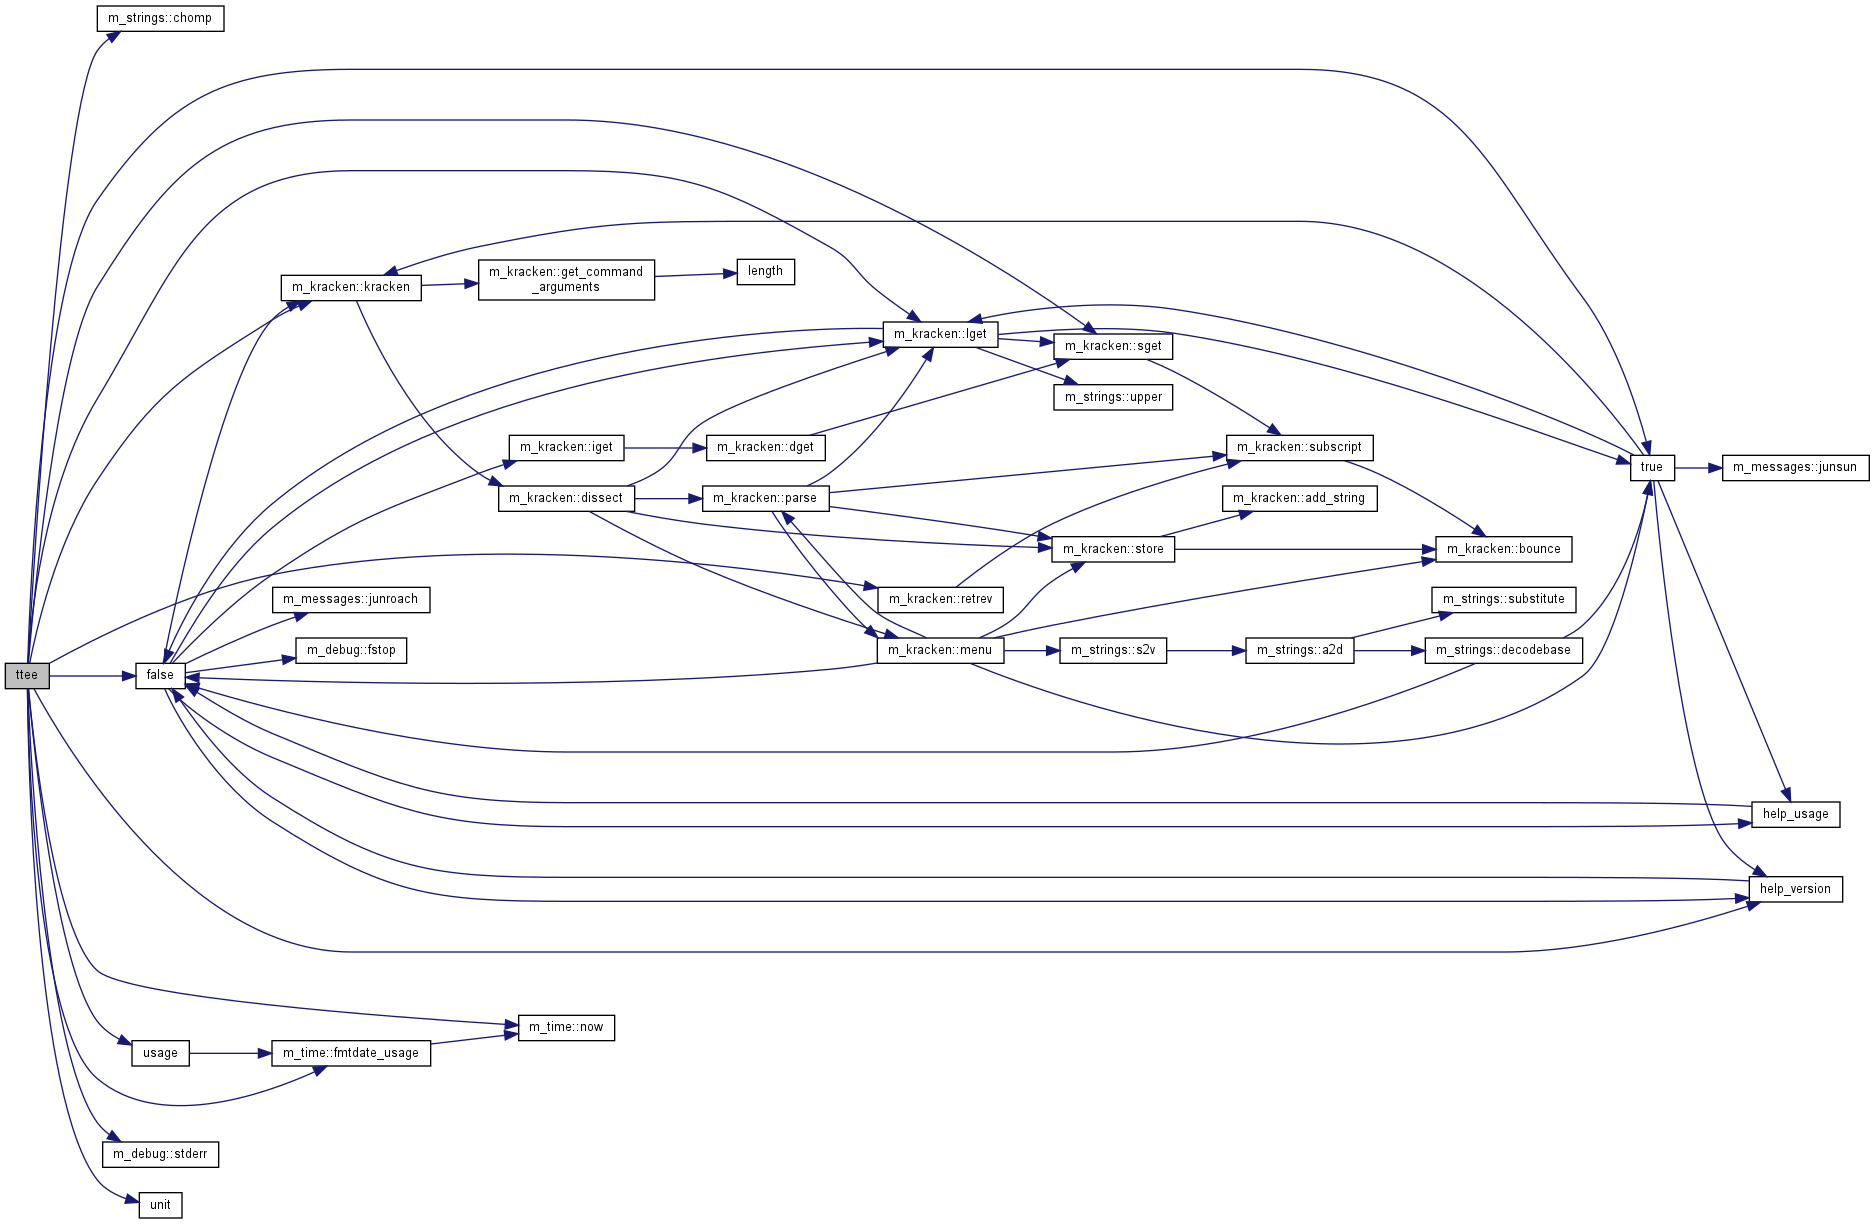 m_strings::chomp
m_kracken::get_command
_arguments
length
m_kracken::kracken
m_kracken::lget
m_kracken::sget
m_strings::upper
m_kracken::iget
m_kracken::dget
m_kracken::subscript
true
m_messages::junsun
m_kracken::dissect
m_kracken::parse
m_kracken::add_string
m_kracken::store
m_kracken::bounce
m_messages::junroach
m_kracken::retrev
m_strings::substitute
m_debug::fstop
m_kracken::menu
m_strings::s2v
m_strings::a2d
m_strings::decodebase
ttee
false
help_usage
help_version
m_time::now
usage
m_time::fmtdate_usage
m_debug::stderr
unit